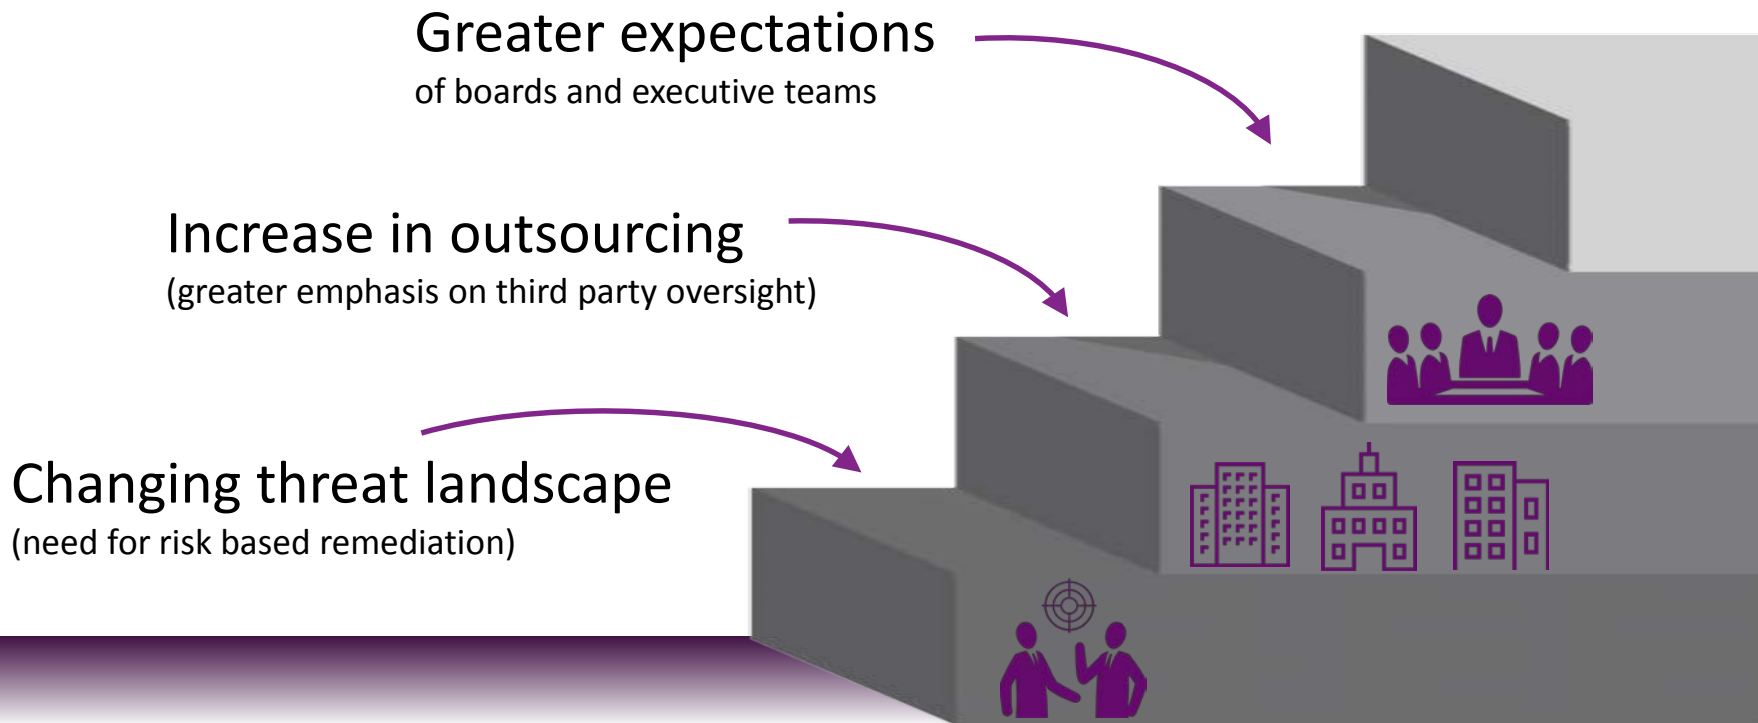 Greater expectations
of boards and executive teams
Increase in outsourcing
(greater emphasis on third party oversight)
Changing threat landscape
(need for risk based remediation)